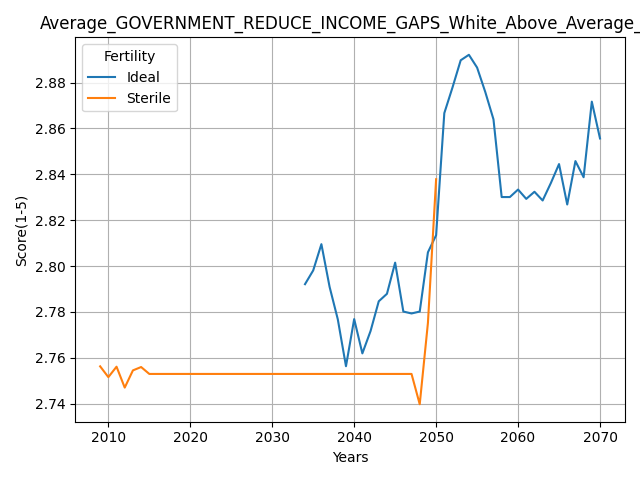 Average_GOVERNMENT_REDUCE_INCOME_GAPS_White_Above_Average_
Fertility
Ideal
Sterile
Score(1-5)
2.88
2.86
2.84
2.82
2.80
2.78
2.76
2.74
2010 2020 2030 2040 2050 2060 2070
Years